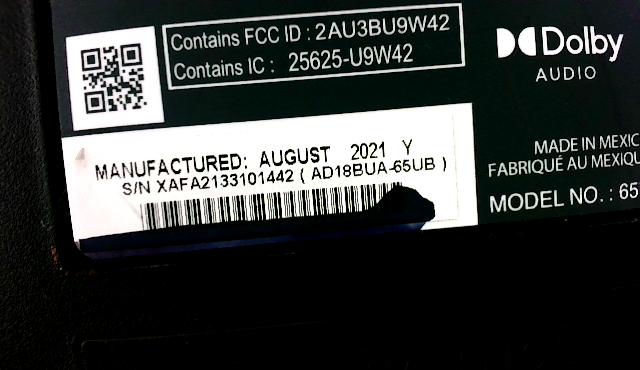 Contains FCC ID : 2AU3BU9W42
Contains IC : 25625-U9W42
Dolby
AUDIO
MANUFACTURED: AUGUST 2021 Y
S/N XAFA2133101442 ( AD18BUA-65UB )
MADE IN MEXIC
FABRIQUÉ AU MEXIQU
MODEL NO. : 65